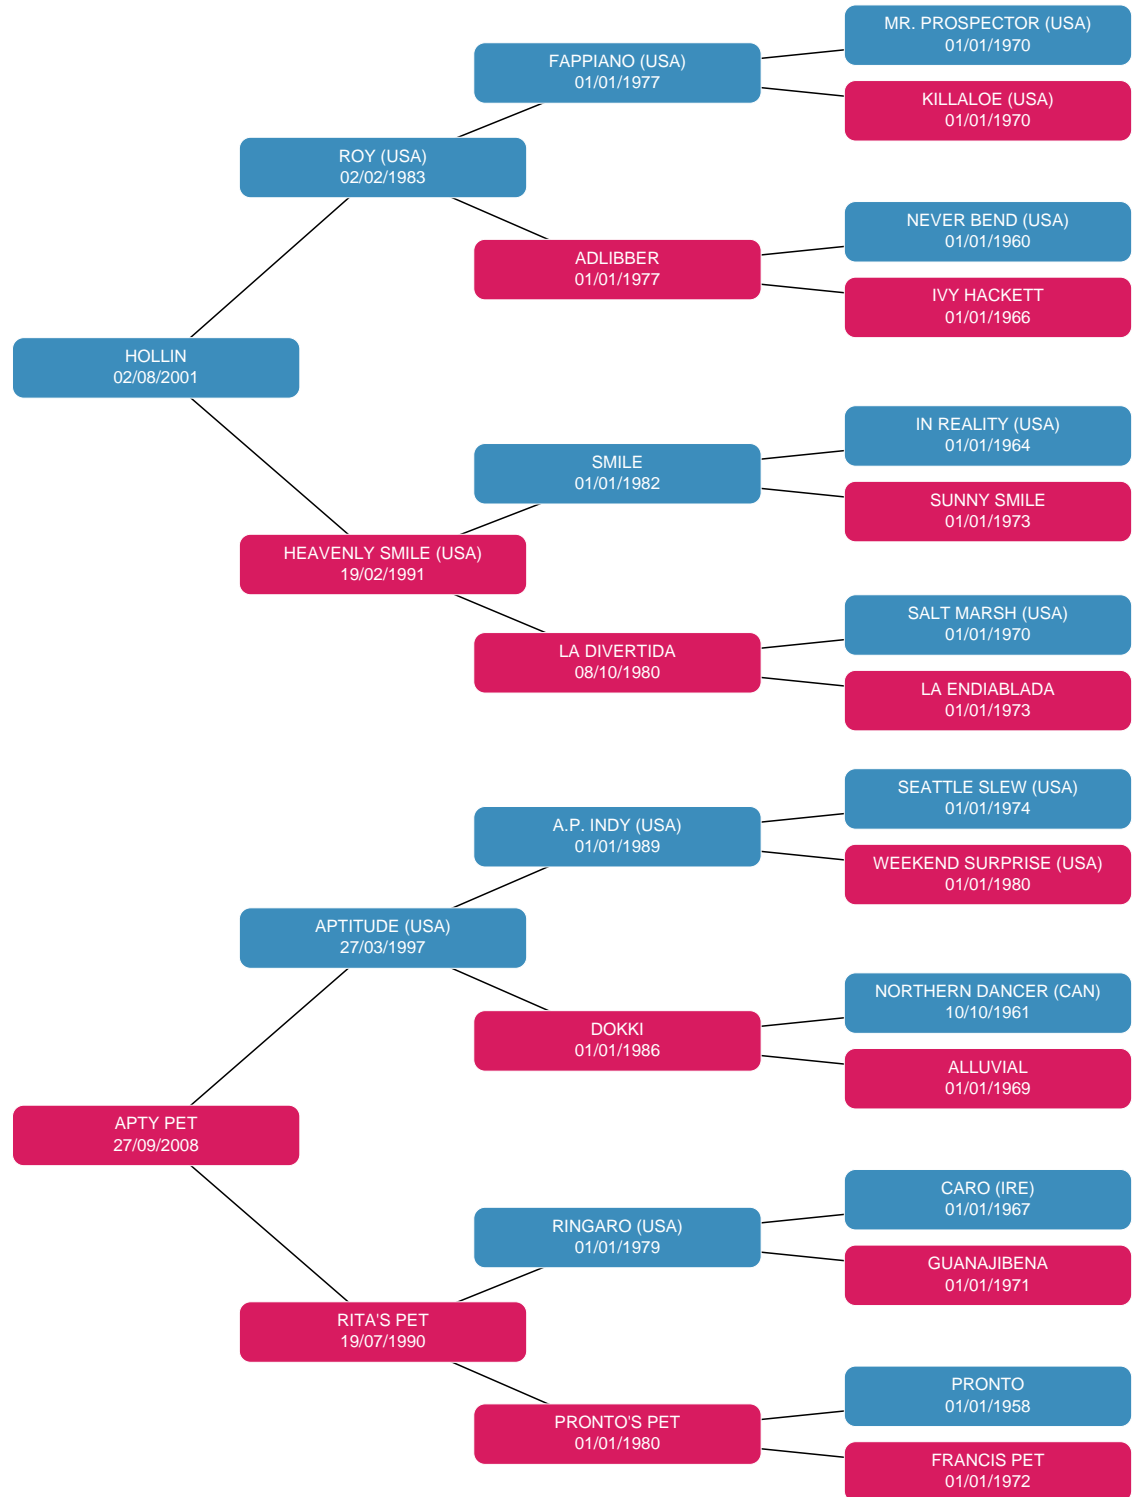 MR. PROSPECTOR (USA)
01/01/1970
FAPPIANO (USA)
01/01/1977
KILLALOE (USA)
01/01/1970
ROY (USA)
02/02/1983
NEVER BEND (USA)
01/01/1960
ADLIBBER
01/01/1977
IVY HACKETT
01/01/1966
HOLLIN
02/08/2001
IN REALITY (USA)
01/01/1964
SMILE
01/01/1982
SUNNY SMILE
01/01/1973
HEAVENLY SMILE (USA)
19/02/1991
SALT MARSH (USA)
01/01/1970
LA DIVERTIDA
08/10/1980
LA ENDIABLADA
01/01/1973
SEATTLE SLEW (USA)
01/01/1974
A.P. INDY (USA)
01/01/1989
WEEKEND SURPRISE (USA)
01/01/1980
APTITUDE (USA)
27/03/1997
NORTHERN DANCER (CAN)
10/10/1961
DOKKI
01/01/1986
ALLUVIAL
01/01/1969
APTY PET
27/09/2008
CARO (IRE)
01/01/1967
RINGARO (USA)
01/01/1979
GUANAJIBENA
01/01/1971
RITA'S PET
19/07/1990
PRONTO
01/01/1958
PRONTO'S PET
01/01/1980
FRANCIS PET
01/01/1972